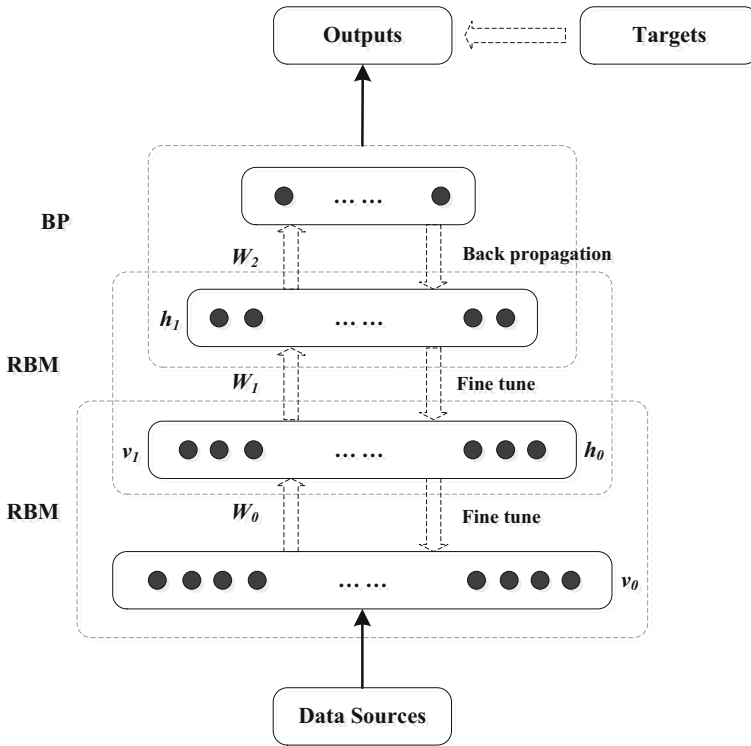 Outputs
Targets
... ...
BP
W2
Back propagation
h1
... ...
RBM
W1
Fine tune
v1
... ...
h0
RBM
W0
Fine tune
... ...
v0
Data Sources